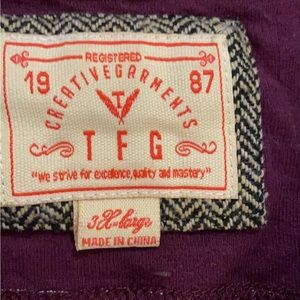 REGISTERED
19 87
CREATIVEGARMENTS
T
TFG
"We strive for excellence, quality and mastery"
3X-large
MADE IN CHINA